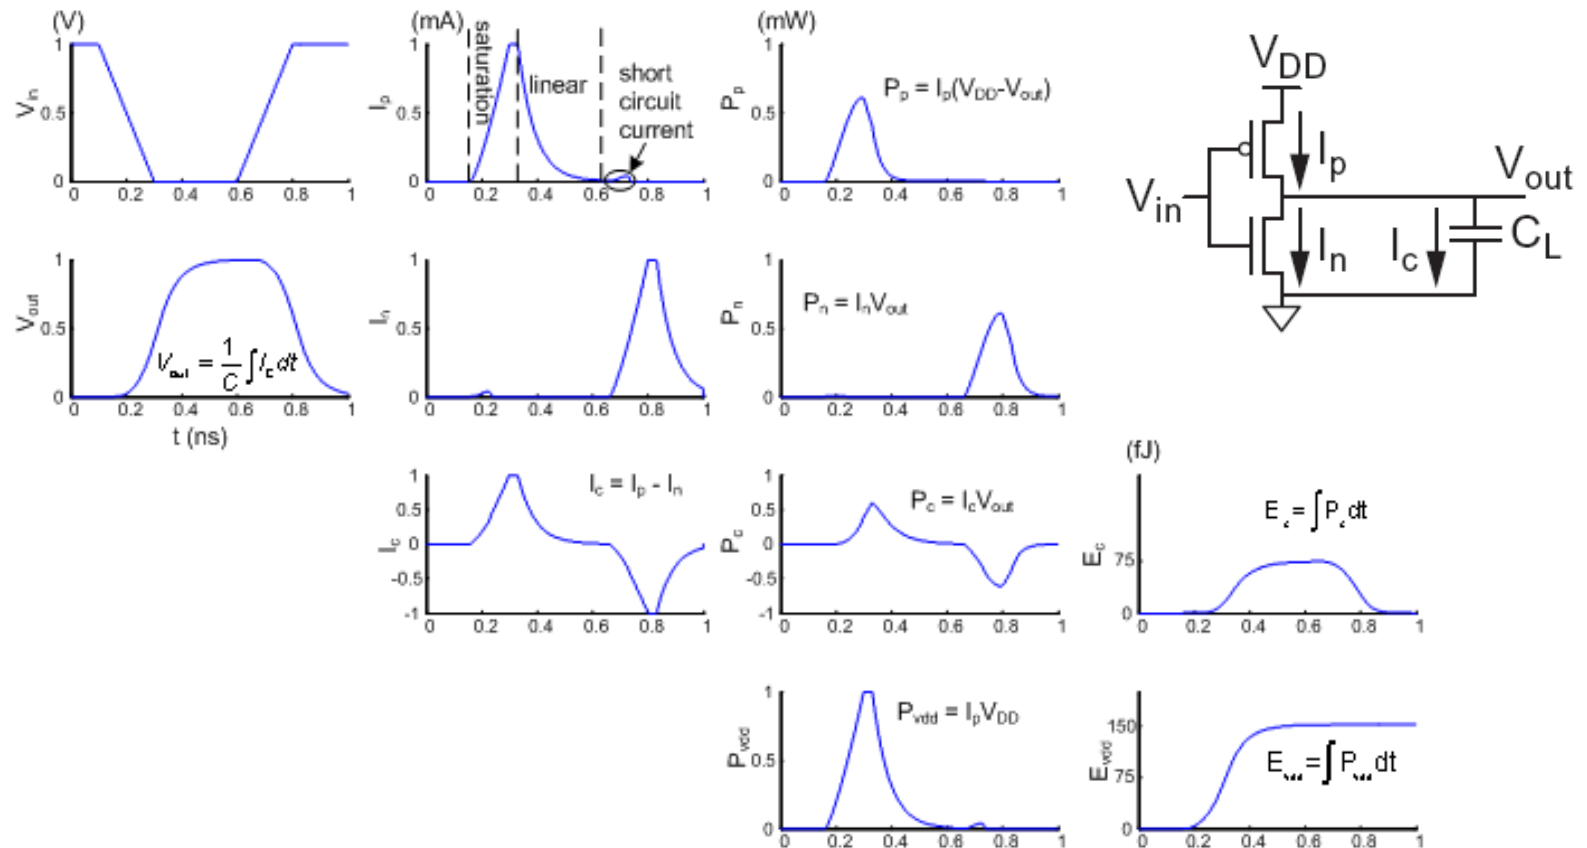 (V)
1
V_in 0.5
0
0 0.2 0.4 0.6 0.8 1
(mA)
1
I_p 0.5
0
0 0.2 0.4 0.6 0.8 1
saturation
linear
short
circuit
current
(mW)
1
P_p 0.5
0
0 0.2 0.4 0.6 0.8 1
P_p = I_p(V_DD-V_out)
V_DD
I_p
V_in
V_out
I_n
I_c
C_L
1
V_out 0.5
0
0 0.2 0.4 0.6 0.8 1
V_out = 1/C ∫ I_c dt
t (ns)
1
I_n 0.5
0
0 0.2 0.4 0.6 0.8 1
1
P_n 0.5
0
0 0.2 0.4 0.6 0.8 1
P_n = I_nV_out
1
0.5
I_c 0
-0.5
-1
0 0.2 0.4 0.6 0.8 1
I_c = I_p - I_n
1
0.5
P_c 0
-0.5
-1
0 0.2 0.4 0.6 0.8 1
P_c = I_cV_out
(fJ)
E_c 75
0
0 0.2 0.4 0.6 0.8 1
E_c = ∫ P_c dt
1
P_vdd 0.5
0
0 0.2 0.4 0.6 0.8 1
P_vdd = I_pV_DD
150
E_vdd 75
0
0 0.2 0.4 0.6 0.8 1
E_vdd = ∫ P_vdd dt